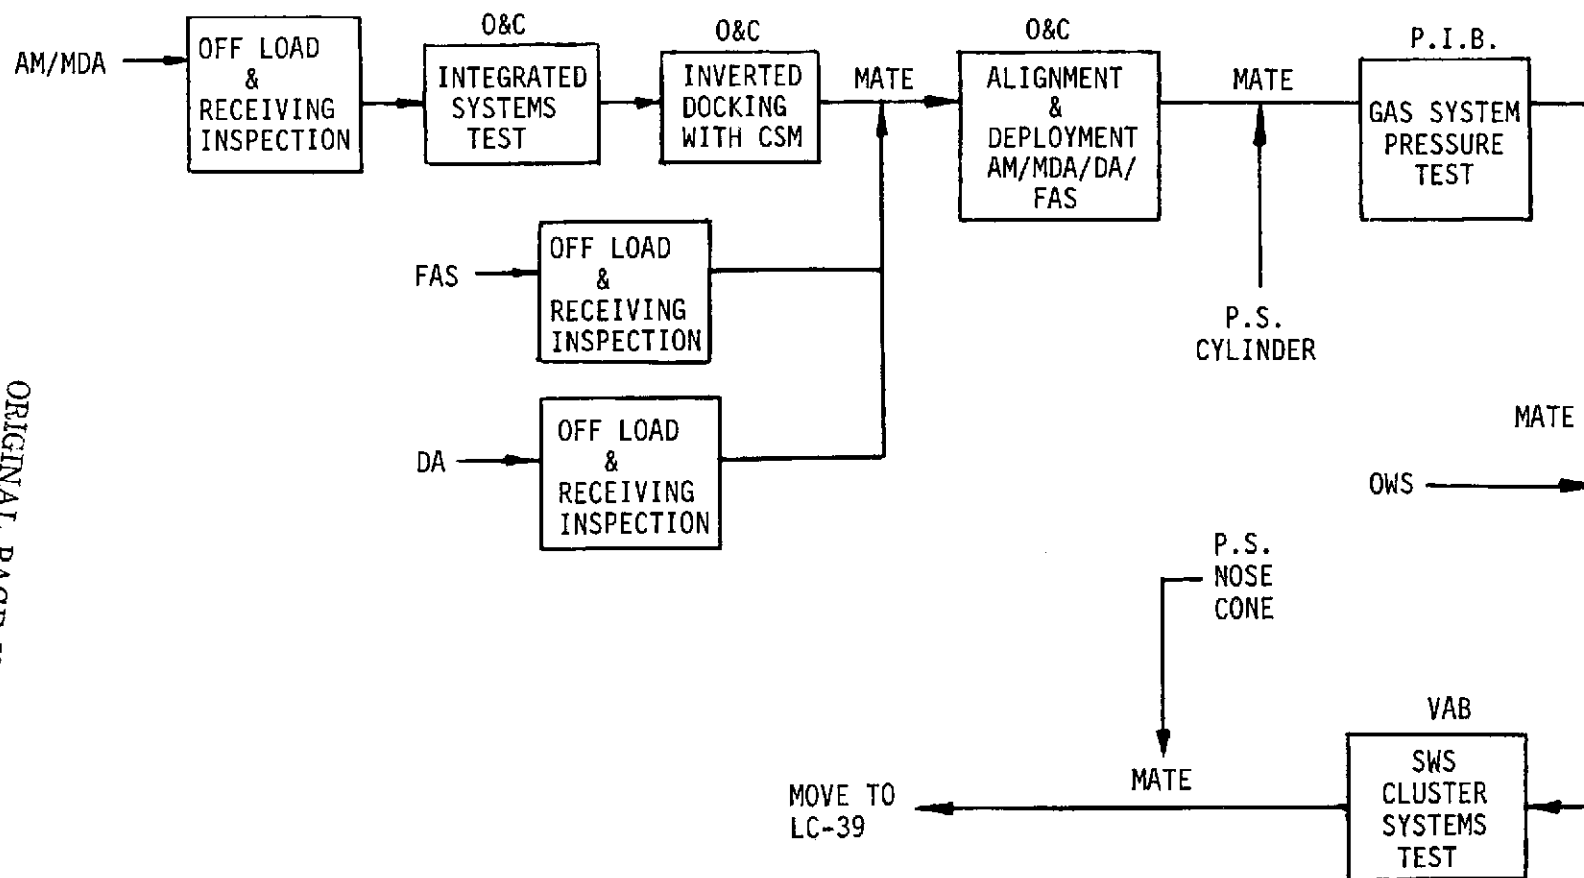 AM/MDA
OFF LOAD
&
RECEIVING
INSPECTION
O&C
INTEGRATED
SYSTEMS
TEST
O&C
INVERTED
DOCKING
WITH CSM
MATE
O&C
ALIGNMENT
&
DEPLOYMENT
AM/MDA/DA/
FAS
MATE
P.I.B.
GAS SYSTEM
PRESSURE
TEST
FAS
OFF LOAD
&
RECEIVING
INSPECTION
P.S.
CYLINDER
DA
OFF LOAD
&
RECEIVING
INSPECTION
MATE
OWS
P.S.
NOSE
CONE
MATE
MOVE TO
LC-39
VAB
SWS
CLUSTER
SYSTEMS
TEST
ORIGINAL